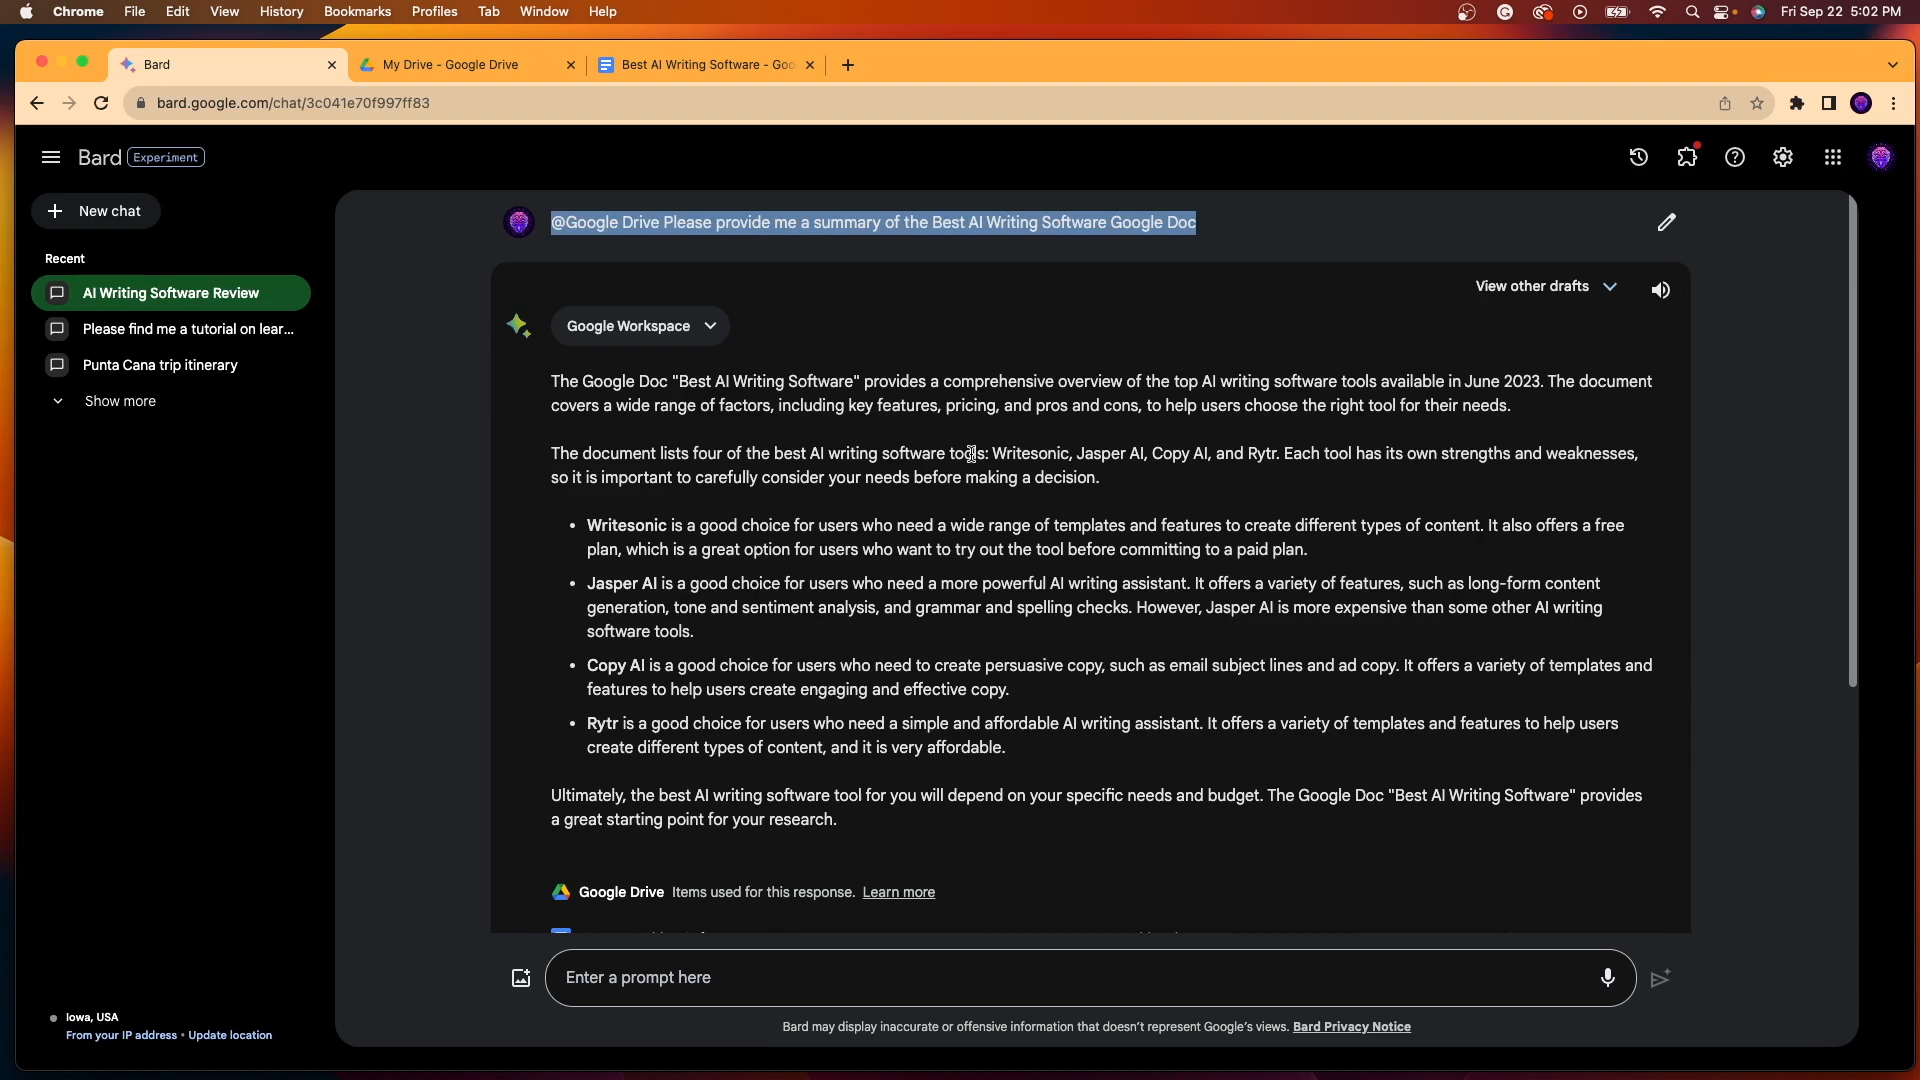 Chrome File Edit View History Bookmarks Profiles Tab Window Help Fri Sep 22 5:02 PM
Bard My Drive - Google Drive Best AI Writing Software - Goo
bard.google.com/chat/3c041e70f997ff83
Bard Experiment
New chat
Recent
AI Writing Software Review
Please find me a tutorial on lear...
Punta Cana trip itinerary
Show more
Iowa, USA
From your IP address • Update location
@Google Drive Please provide me a summary of the Best AI Writing Software Google Doc
View other drafts
Google Workspace
The Google Doc "Best AI Writing Software" provides a comprehensive overview of the top AI writing software tools available in June 2023. The document
covers a wide range of factors, including key features, pricing, and pros and cons, to help users choose the right tool for their needs.
The document lists four of the best AI writing software tools: Writesonic, Jasper AI, Copy AI, and Rytr. Each tool has its own strengths and weaknesses,
so it is important to carefully consider your needs before making a decision.
• Writesonic is a good choice for users who need a wide range of templates and features to create different types of content. It also offers a free
plan, which is a great option for users who want to try out the tool before committing to a paid plan.
• Jasper AI is a good choice for users who need a more powerful AI writing assistant. It offers a variety of features, such as long-form content
generation, tone and sentiment analysis, and grammar and spelling checks. However, Jasper AI is more expensive than some other AI writing
software tools.
• Copy AI is a good choice for users who need to create persuasive copy, such as email subject lines and ad copy. It offers a variety of templates and
features to help users create engaging and effective copy.
• Rytr is a good choice for users who need a simple and affordable AI writing assistant. It offers a variety of templates and features to help users
create different types of content, and it is very affordable.
Ultimately, the best AI writing software tool for you will depend on your specific needs and budget. The Google Doc "Best AI Writing Software" provides
a great starting point for your research.
Google Drive Items used for this response. Learn more
Enter a prompt here
Bard may display inaccurate or offensive information that doesn't represent Google's views. Bard Privacy Notice